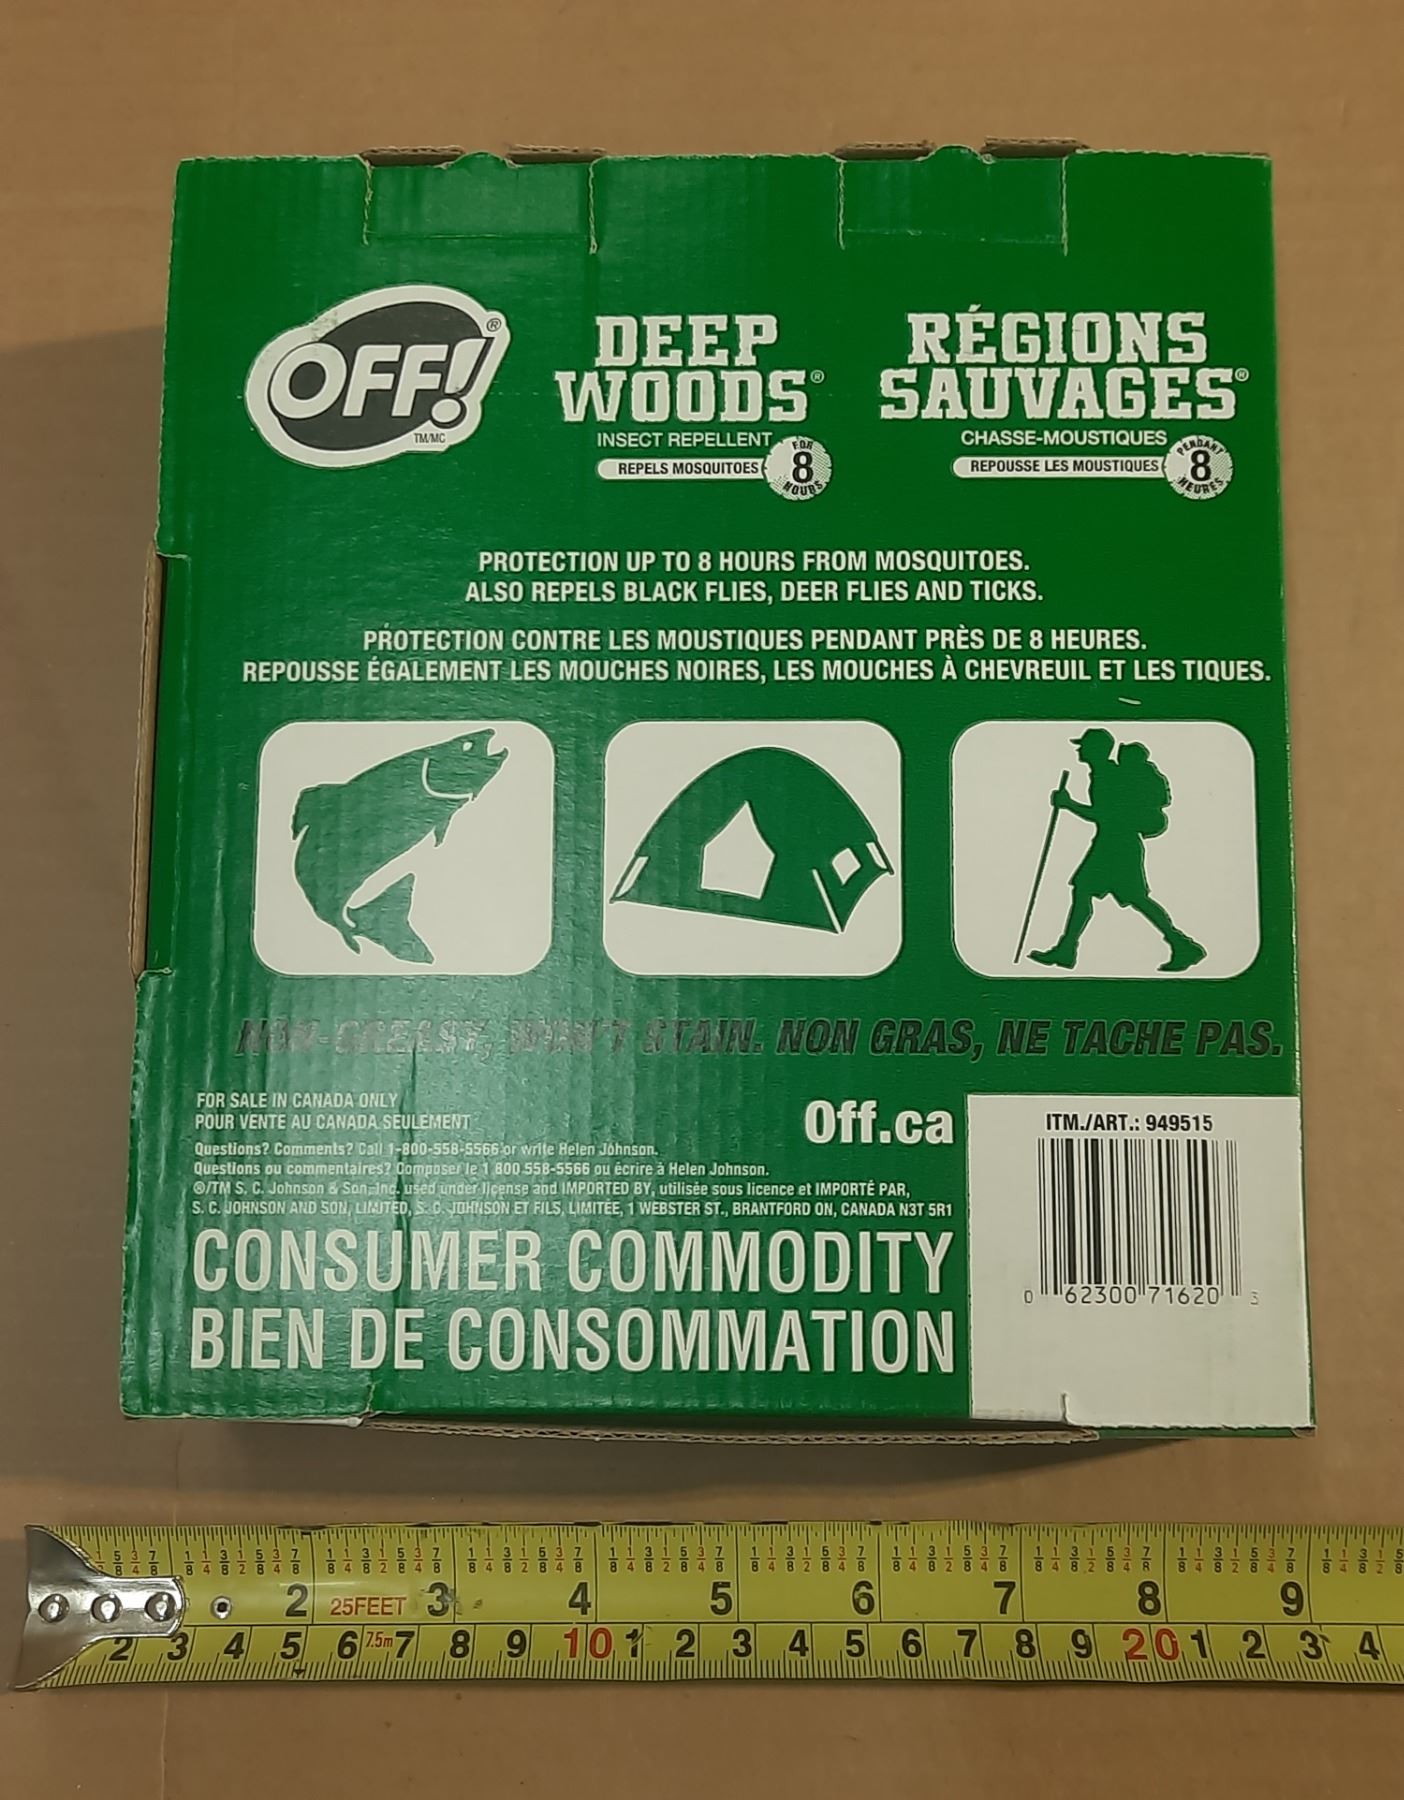 OFF!®
TM/MC
DEEP
WOODS®
INSECT REPELLENT
REPELS MOSQUITOES
FOR
8
HOURS
RÉGIONS
SAUVAGES®
CHASSE-MOUSTIQUES
REPOUSSE LES MOUSTIQUES
PENDANT
8
HEURES
PROTECTION UP TO 8 HOURS FROM MOSQUITOES.
ALSO REPELS BLACK FLIES, DEER FLIES AND TICKS.
PROTECTION CONTRE LES MOUSTIQUES PENDANT PRÈS DE 8 HEURES.
REPOUSSE ÉGALEMENT LES MOUCHES NOIRES, LES MOUCHES À CHEVREUIL ET LES TIQUES.
NON-GREASY, WON'T STAIN. NON GRAS, NE TACHE PAS.
FOR SALE IN CANADA ONLY
POUR VENTE AU CANADA SEULEMENT
Questions? Comments? Call 1-800-558-5566 or write Helen Johnson.
Questions ou commentaires? Composer le 1 800 558-5566 ou écrire à Helen Johnson.
®/TM S. C. Johnson & Son, Inc. used under license and IMPORTED BY, utilisée sous licence et IMPORTÉ PAR,
S. C. JOHNSON AND SON, LIMITED, S. C. JOHNSON ET FILS, LIMITÉE, 1 WEBSTER ST., BRANTFORD ON, CANADA N3T 5R1
Off.ca
CONSUMER COMMODITY
BIEN DE CONSOMMATION
ITM./ART.: 949515
0 62300 71620 3
2 25FEET 3 4 5 6 7 8 9
2 3 4 5 6 7.5m 7 8 9 10 1 2 3 4 5 6 7 8 9 20 1 2 3 4